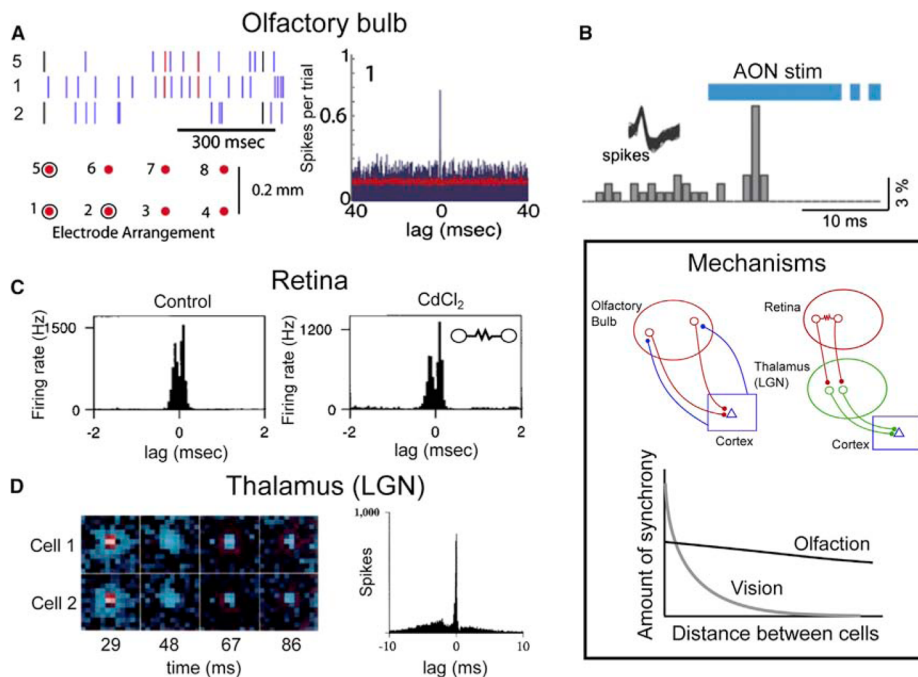 A
Olfactory bulb
5
1
2
300 msec
5
6
7
8
1
2
3
4
0.2 mm
Electrode Arrangement
Spikes per trial
1
0.6
0
1
40
0
40
lag (msec)
B
AON stim
spikes
3 %
10 ms
C
Retina
Control
Firing rate (Hz)
1500
0
-2
0
2
lag (msec)
CdCl₂
Firing rate (Hz)
1200
0
-2
0
2
lag (msec)
D
Thalamus (LGN)
Cell 1
Cell 2
29
48
67
86
time (ms)
Spikes
1,000
0
-10
0
10
lag (ms)
Mechanisms
Olfactory
Bulb
Cortex
Retina
Thalamus
(LGN)
Cortex
Amount of synchrony
Olfaction
Vision
Distance between cells